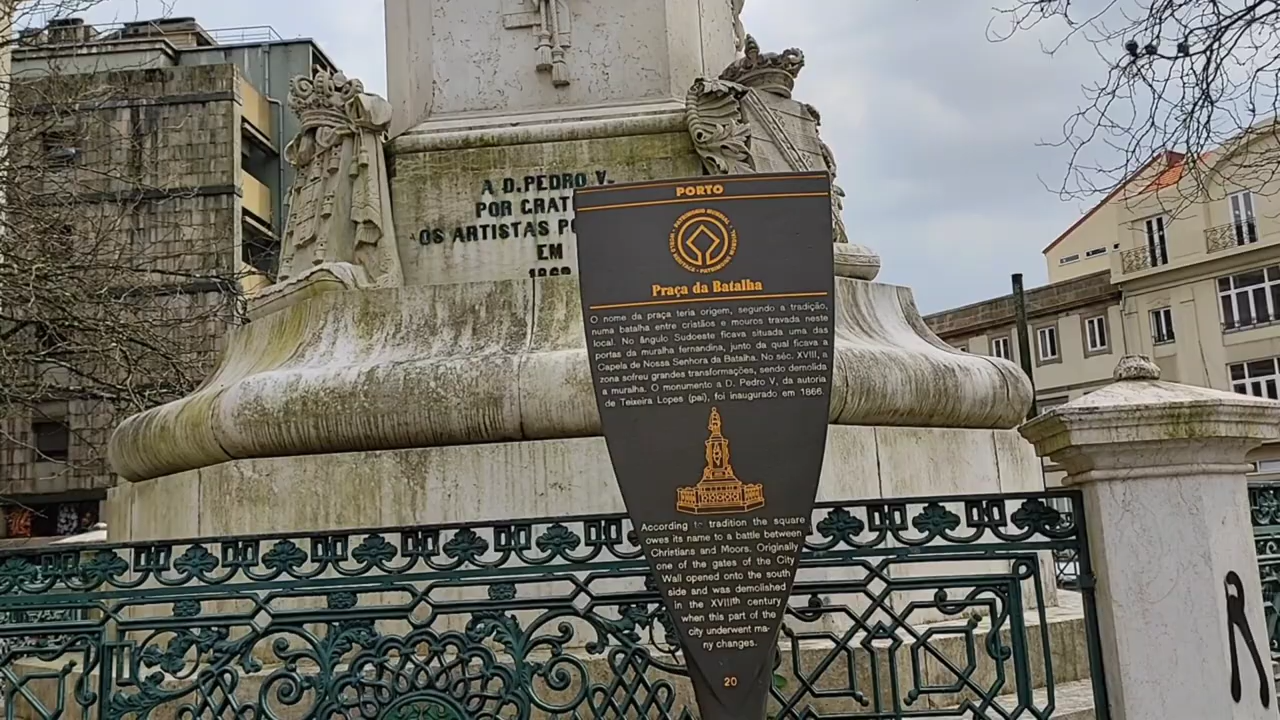 A D. PEDRO V.
POR GRAT
OS ARTISTAS PO
EM
PORTO
PATRIMONIO MUNDIAL
Praça da Batalha
O nome da praça teria origem, segundo a tradição,
numa batalha entre cristãos e mouros travada neste
local. No ângulo Sudoeste ficava situada uma das
portas da muralha fernandina, junto da qual ficava a
Capela de Nossa Senhora da Batalha. No séc. XVIII, a
zona sofreu grandes transformações, sendo demolida
a muralha. O monumento a D. Pedro V, da autoria
de Teixeira Lopes (pai), foi inaugurado em 1866.
According to tradition the square
owes its name to a battle between
Christians and Moors. Originally
one of the gates of the City
Wall opened onto the south
side and was demolished
in the XVIIIth century
when this part of the
city underwent ma-
ny changes.
20
R